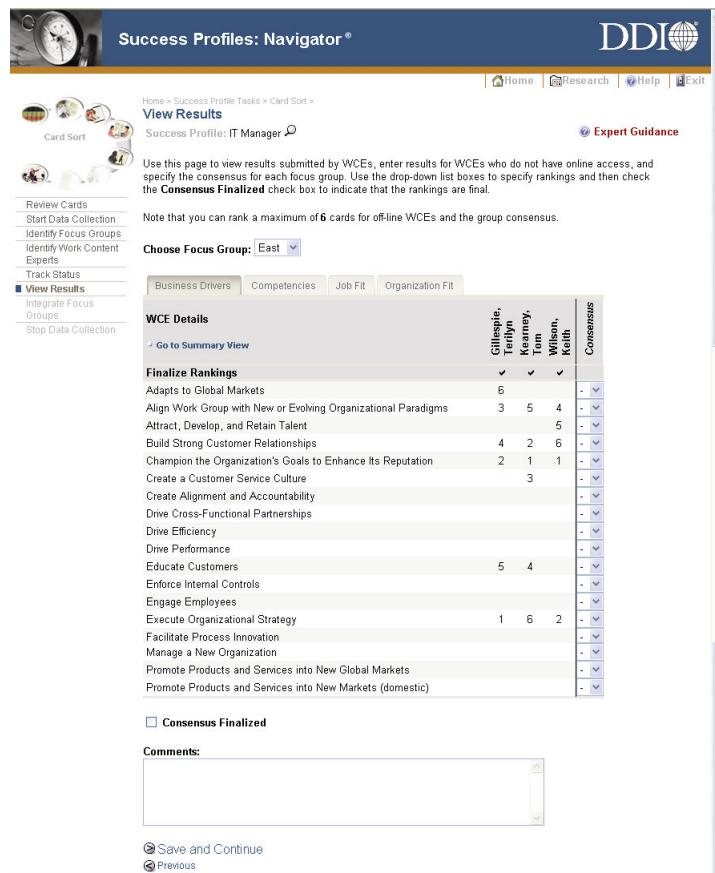 Success Profiles: Navigator®
DDI
Home
Research
Help
Exit
Home > Success Profile Tasks > Card Sort >
View Results
Success Profile: IT Manager
Expert Guidance
Card Sort
Use this page to view results submitted by WCEs, enter results for WCEs who do not have online access, and
specify the consensus for each focus group. Use the drop-down list boxes to specify rankings and then check
the Consensus Finalized check box to indicate that the rankings are final.
Note that you can rank a maximum of 6 cards for off-line WCEs and the group consensus.
Review Cards
Start Data Collection
Identify Focus Groups
Identify Work Content
Experts
Track Status
View Results
Integrate Focus
Groups
Stop Data Collection
Choose Focus Group: East
Business Drivers Competencies Job Fit Organization Fit
WCE Details
Go to Summary View
Gillespie,
Terilyn
Kearney,
Tom
Wilson,
Keith
Consensus
Finalize Rankings ✔ ✔ ✔
Adapts to Global Markets 6 -
Align Work Group with New or Evolving Organizational Paradigms 3 5 4 -
Attract, Develop, and Retain Talent 5 -
Build Strong Customer Relationships 4 2 6 -
Champion the Organization's Goals to Enhance Its Reputation 2 1 1 -
Create a Customer Service Culture 3 -
Create Alignment and Accountability -
Drive Cross-Functional Partnerships -
Drive Efficiency -
Drive Performance -
Educate Customers 5 4 -
Enforce Internal Controls -
Engage Employees -
Execute Organizational Strategy 1 6 2 -
Facilitate Process Innovation -
Manage a New Organization -
Promote Products and Services into New Global Markets -
Promote Products and Services into New Markets (domestic) -
Consensus Finalized
Comments:
Save and Continue
Previous